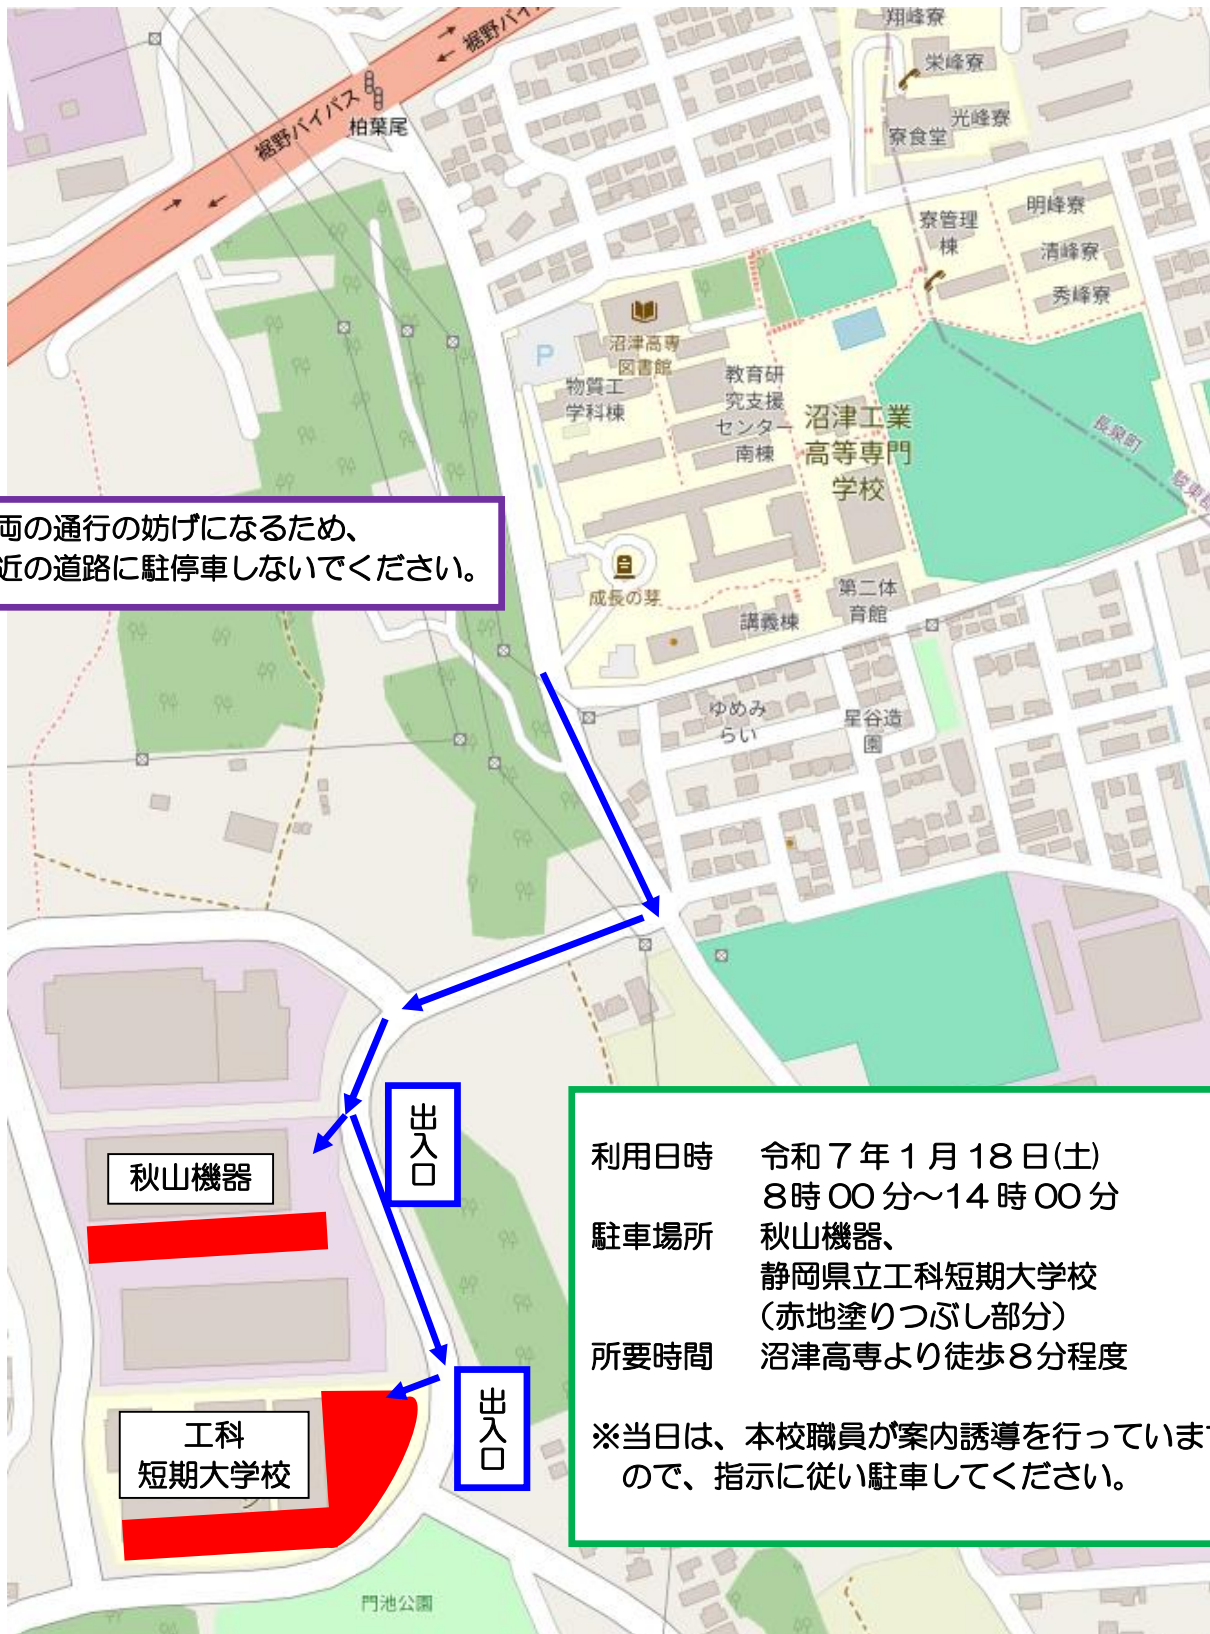 翔峰寮
裾野バイパス
栄峰寮
裾野バイパス
柏葉尾
光峰寮
寮食堂
明峰寮
寮管理
棟
清峰寮
秀峰寮
沼津高専
図書館
P
物質工
学科棟
教育研
究支援
センター
南棟
沼津工業
高等専門
学校
長泉町
両の通行の妨げになるため、
近の道路に駐停車しないでください。
成長の芽
第二体
育館
講義棟
ゆめみ
らい
星谷造
園
出入口
秋山機器
利用日時 令和7年1月18日(土)
8時00分~14時00分
駐車場所 秋山機器、
静岡県立工科短期大学校
(赤地塗りつぶし部分)
所要時間 沼津高専より徒歩8分程度
※当日は、本校職員が案内誘導を行っています
ので、指示に従い駐車してください。
出入口
工科
短期大学校
門池公園